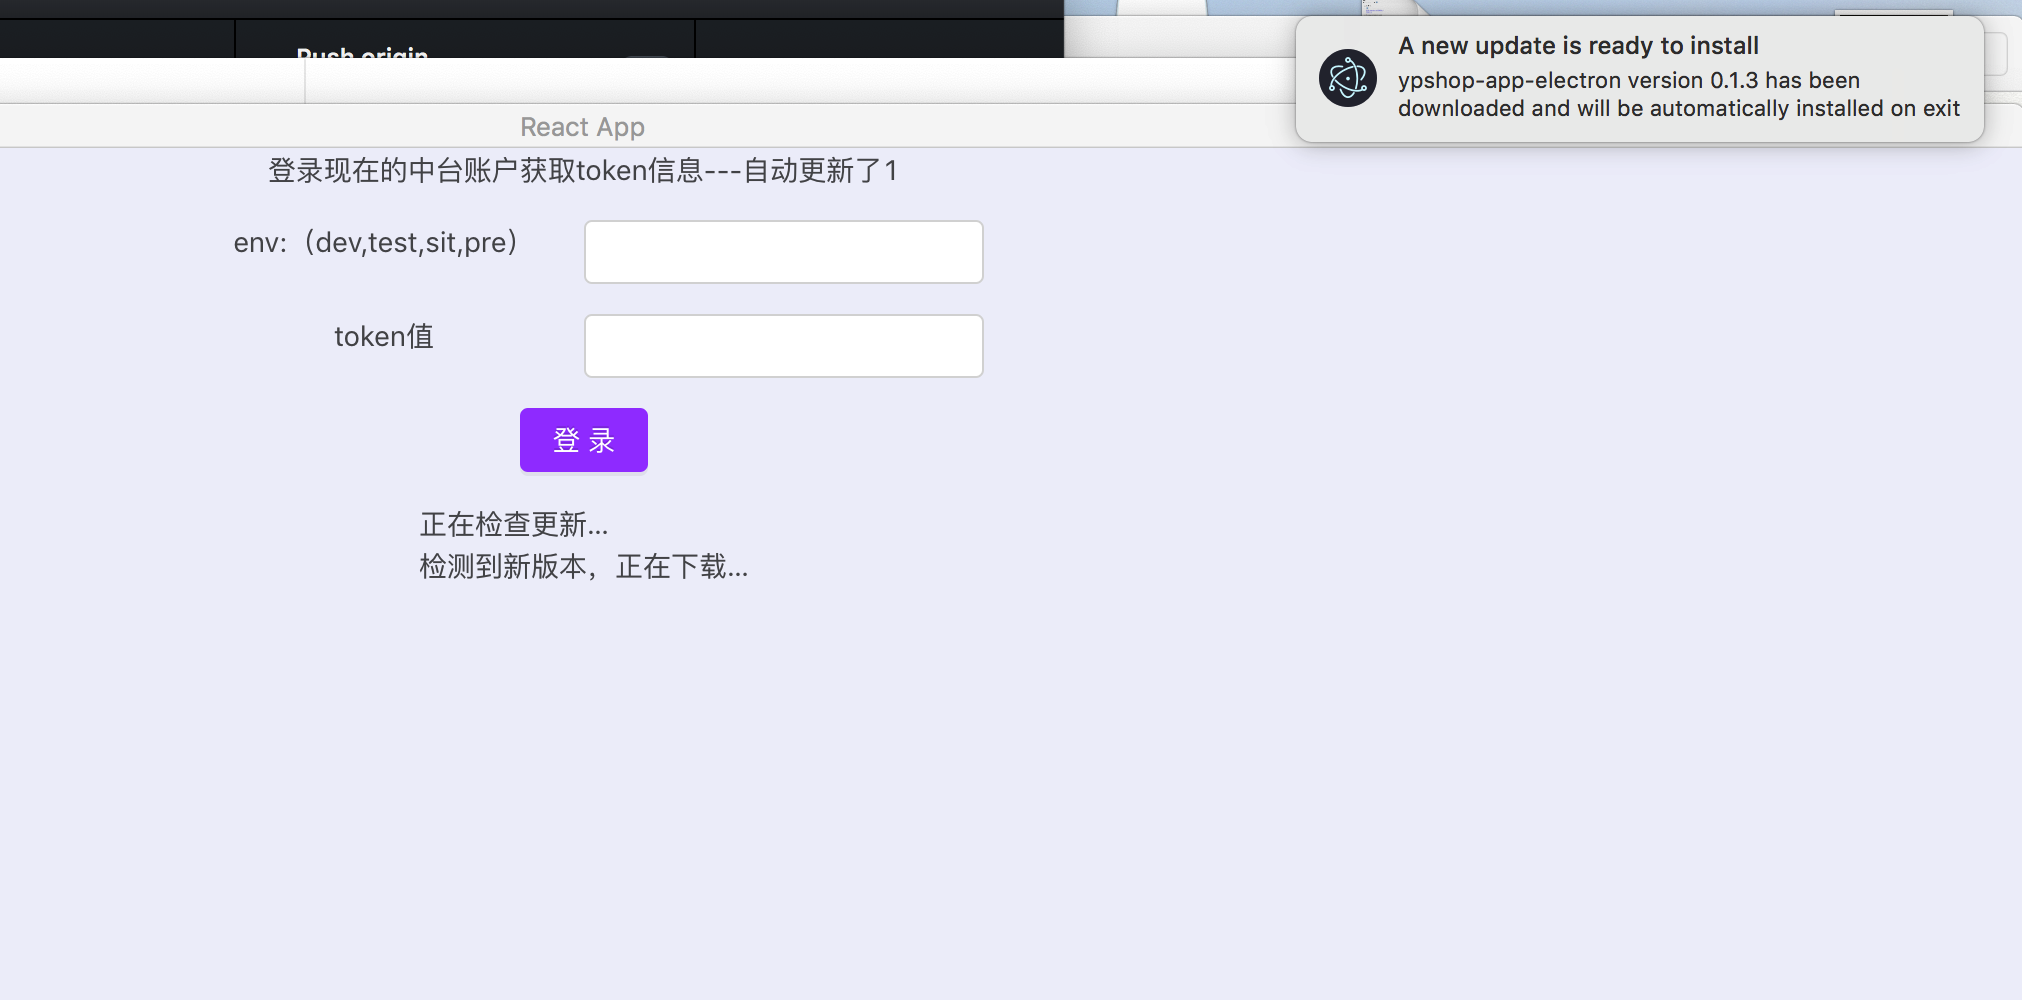 Push origin
A new update is ready to install
ypshop-app-electron version 0.1.3 has been
downloaded and will be automatically installed on exit
React App
登录现在的中台账户获取token信息---自动更新了1
env:（dev,test,sit,pre）
token值
登 录
正在检查更新...
检测到新版本，正在下载...